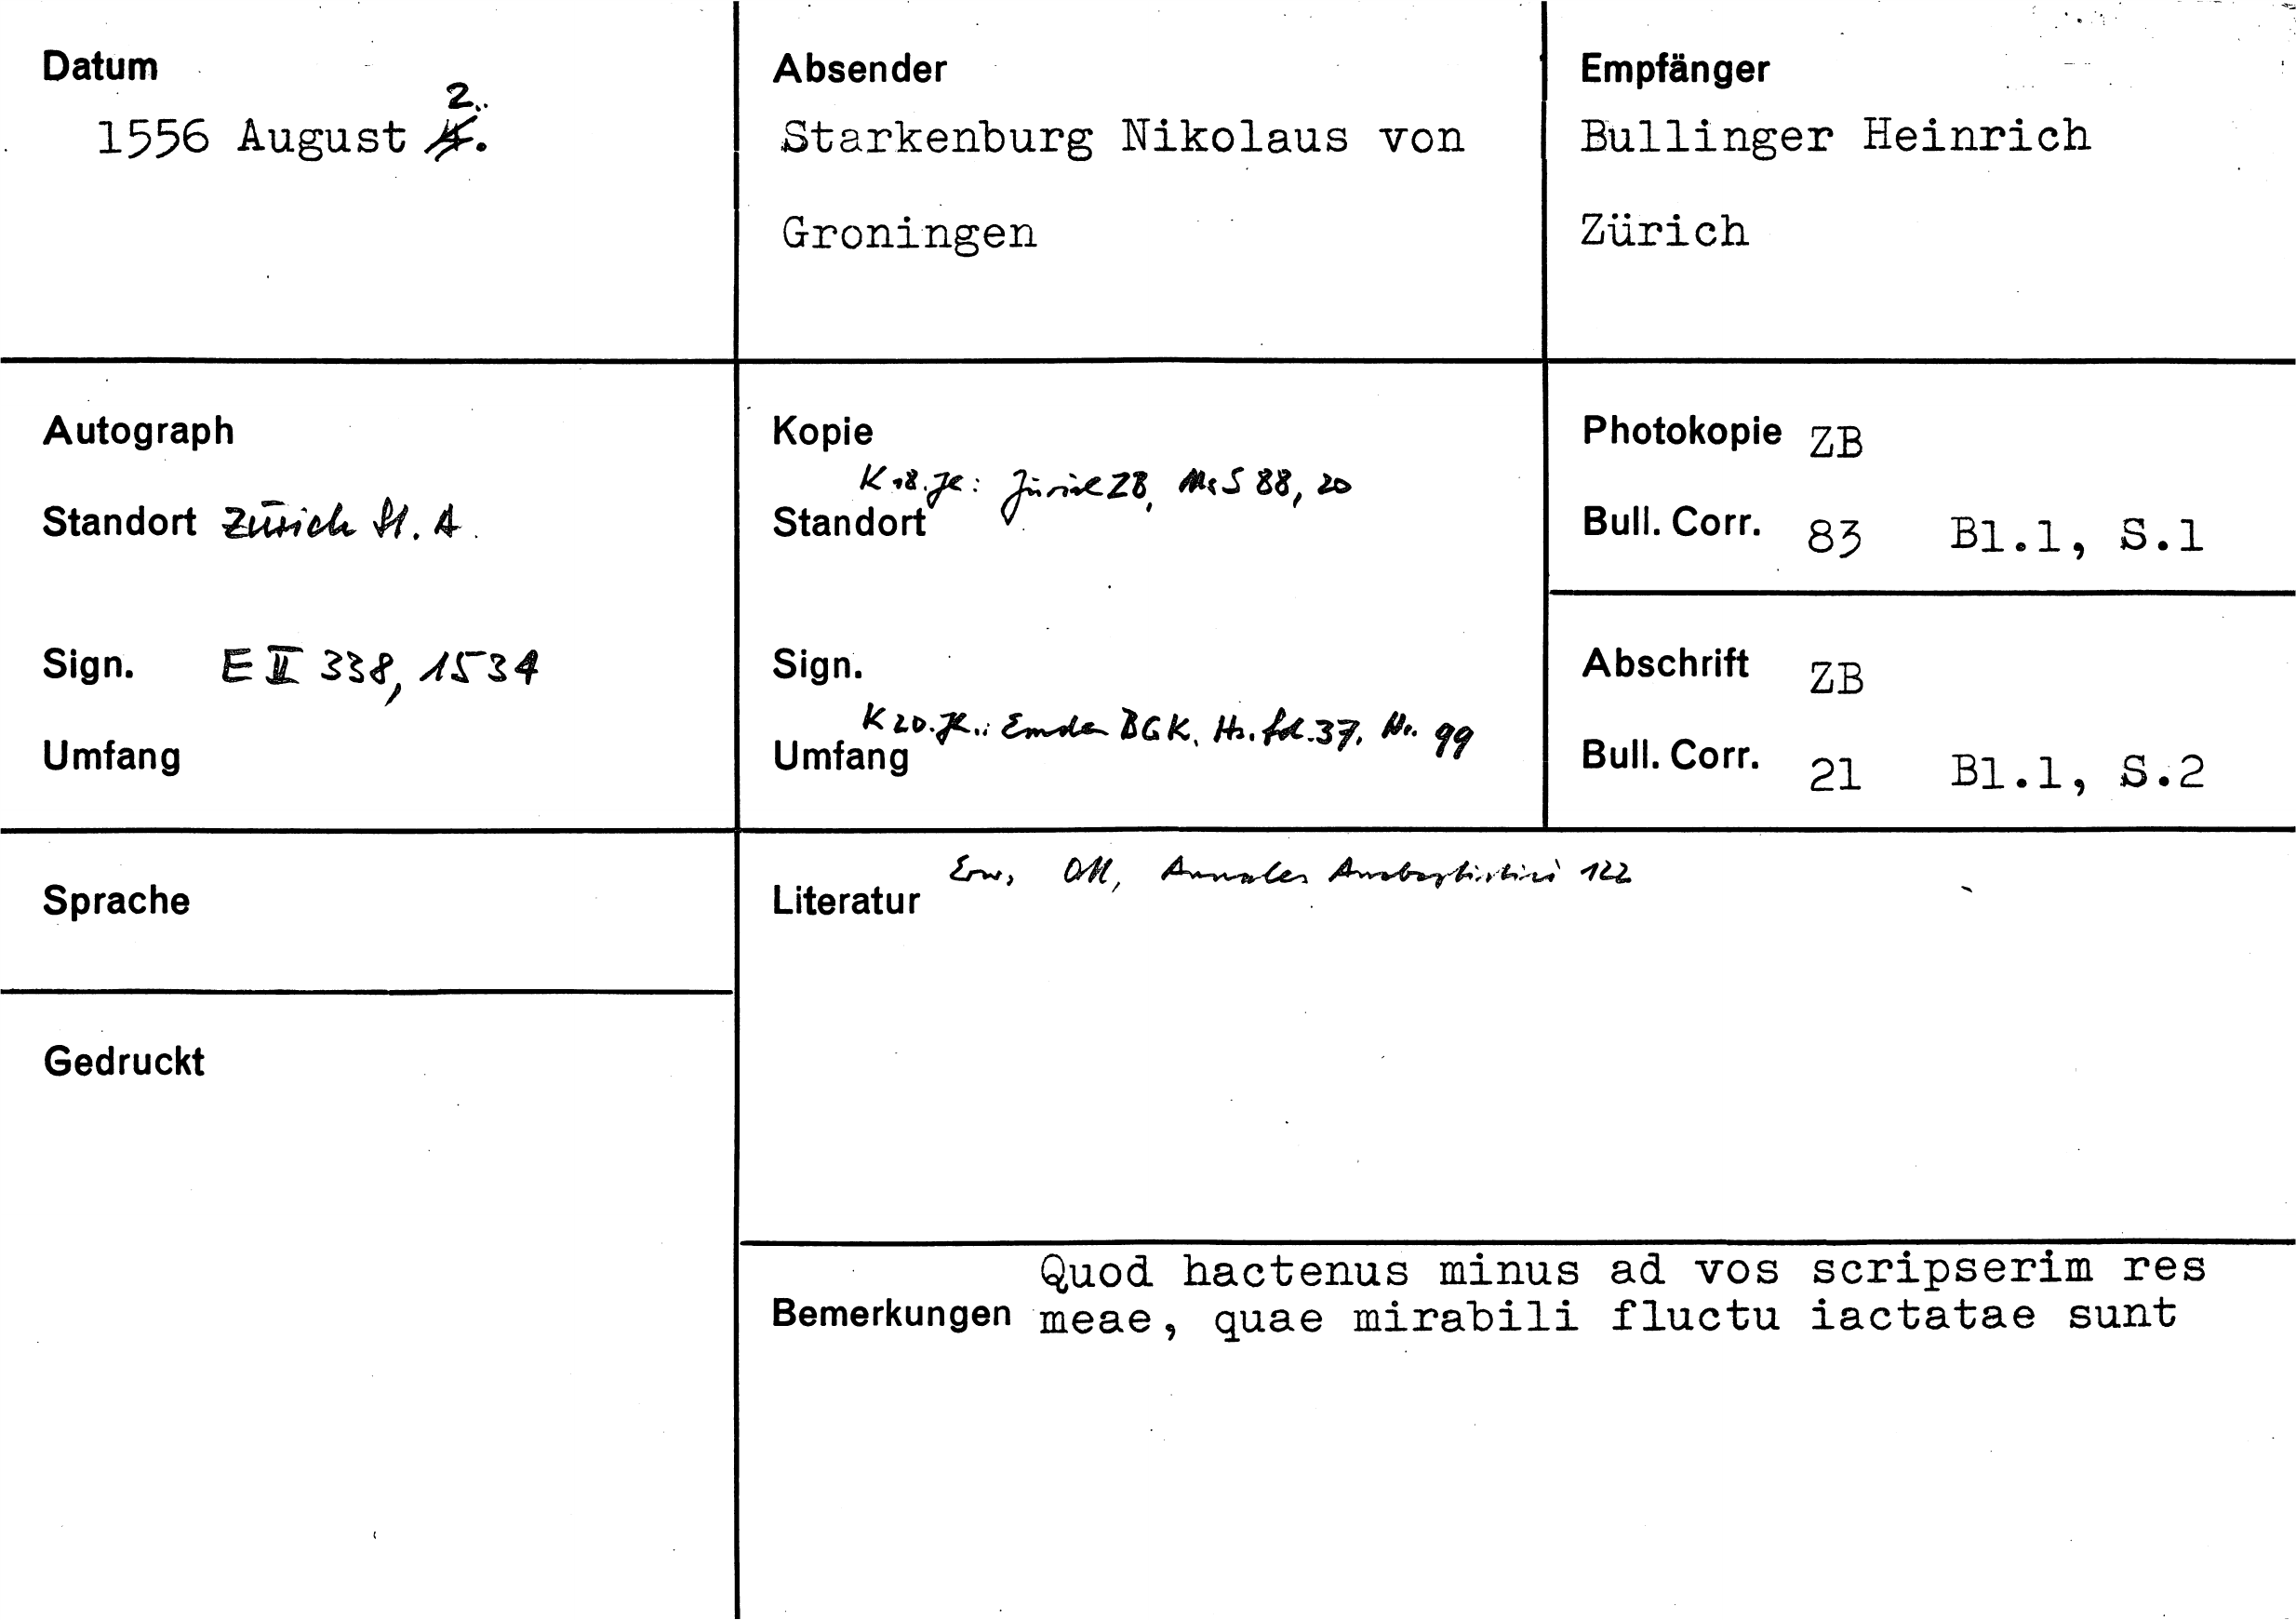 Datum
2.
1556 August 4.
Absender
Starkenburg Nikolaus von
Groningen
Empfänger
Bullinger Heinrich
Zürich
Autograph
Standort Zürich St. A.
Sign. E II 338, 1534
Umfang
Kopie
K 18. Jh.: Zürich ZB, Ms S 88, 20
Standort
Sign.
K 20. Jh.: Emden BGK, Hs. fol. 37, Nr. 99
Umfang
Photokopie ZB
Bull. Corr. 83 Bl.1, S.1
Abschrift ZB
Bull. Corr. 21 Bl.1, S.2
Sprache
Gedruckt
Annales Anabaptistici 122
Literatur
Quod hactenus minus ad vos scripserim res
Bemerkungen meae, quae mirabili fluctu iactatae sunt